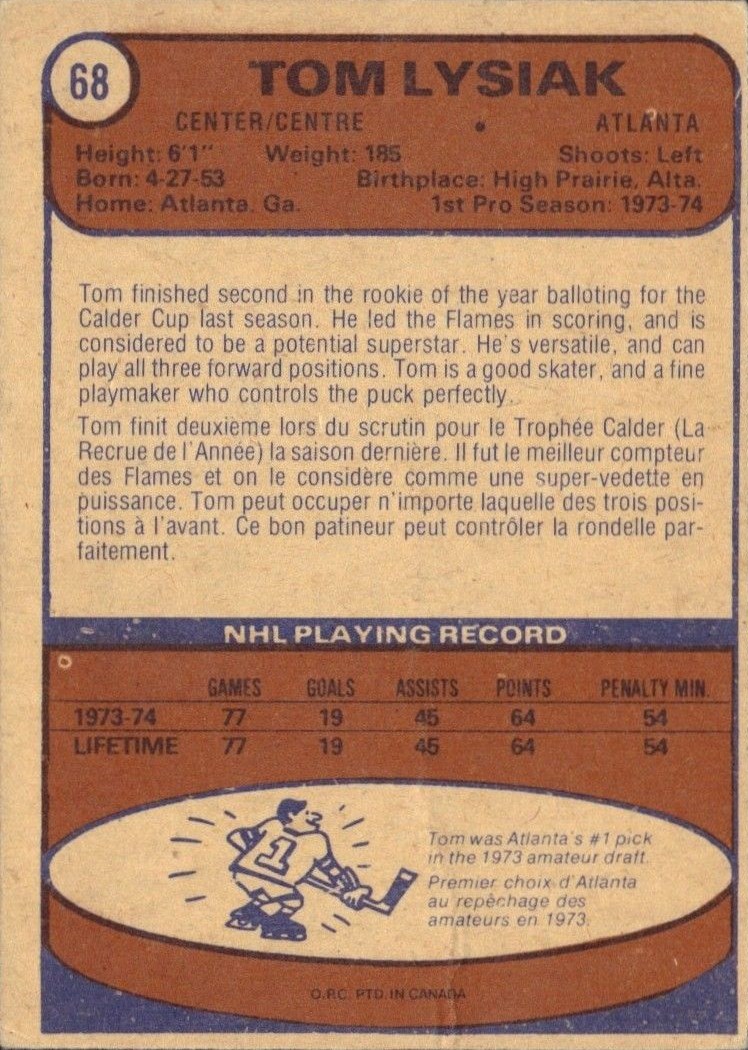 68
TOM LYSIAK
CENTER/CENTRE • ATLANTA
Height: 6'1" Weight: 185 Shoots: Left
Born: 4-27-53 Birthplace: High Prairie, Alta.
Home: Atlanta, Ga. 1st Pro Season: 1973-74
Tom finished second in the rookie of the year balloting for the
Calder Cup last season. He led the Flames in scoring, and is
considered to be a potential superstar. He's versatile, and can
play all three forward positions. Tom is a good skater, and a fine
playmaker who controls the puck perfectly.
Tom finit deuxième lors du scrutin pour le Trophée Calder (La
Recrue de l'Année) la saison dernière. Il fut le meilleur compteur
des Flames et on le considère comme une super-vedette en
puissance. Tom peut occuper n'importe laquelle des trois posi-
tions à l'avant. Ce bon patineur peut contrôler la rondelle par-
faitement.
NHL PLAYING RECORD
GAMES GOALS ASSISTS POINTS PENALTY MIN.
1973-74 77 19 45 64 54
LIFETIME 77 19 45 64 54
1
Tom was Atlanta's #1 pick
in the 1973 amateur draft.
Premier choix d'Atlanta
au repêchage des
amateurs en 1973.
O.P.C. PTD. IN CANADA